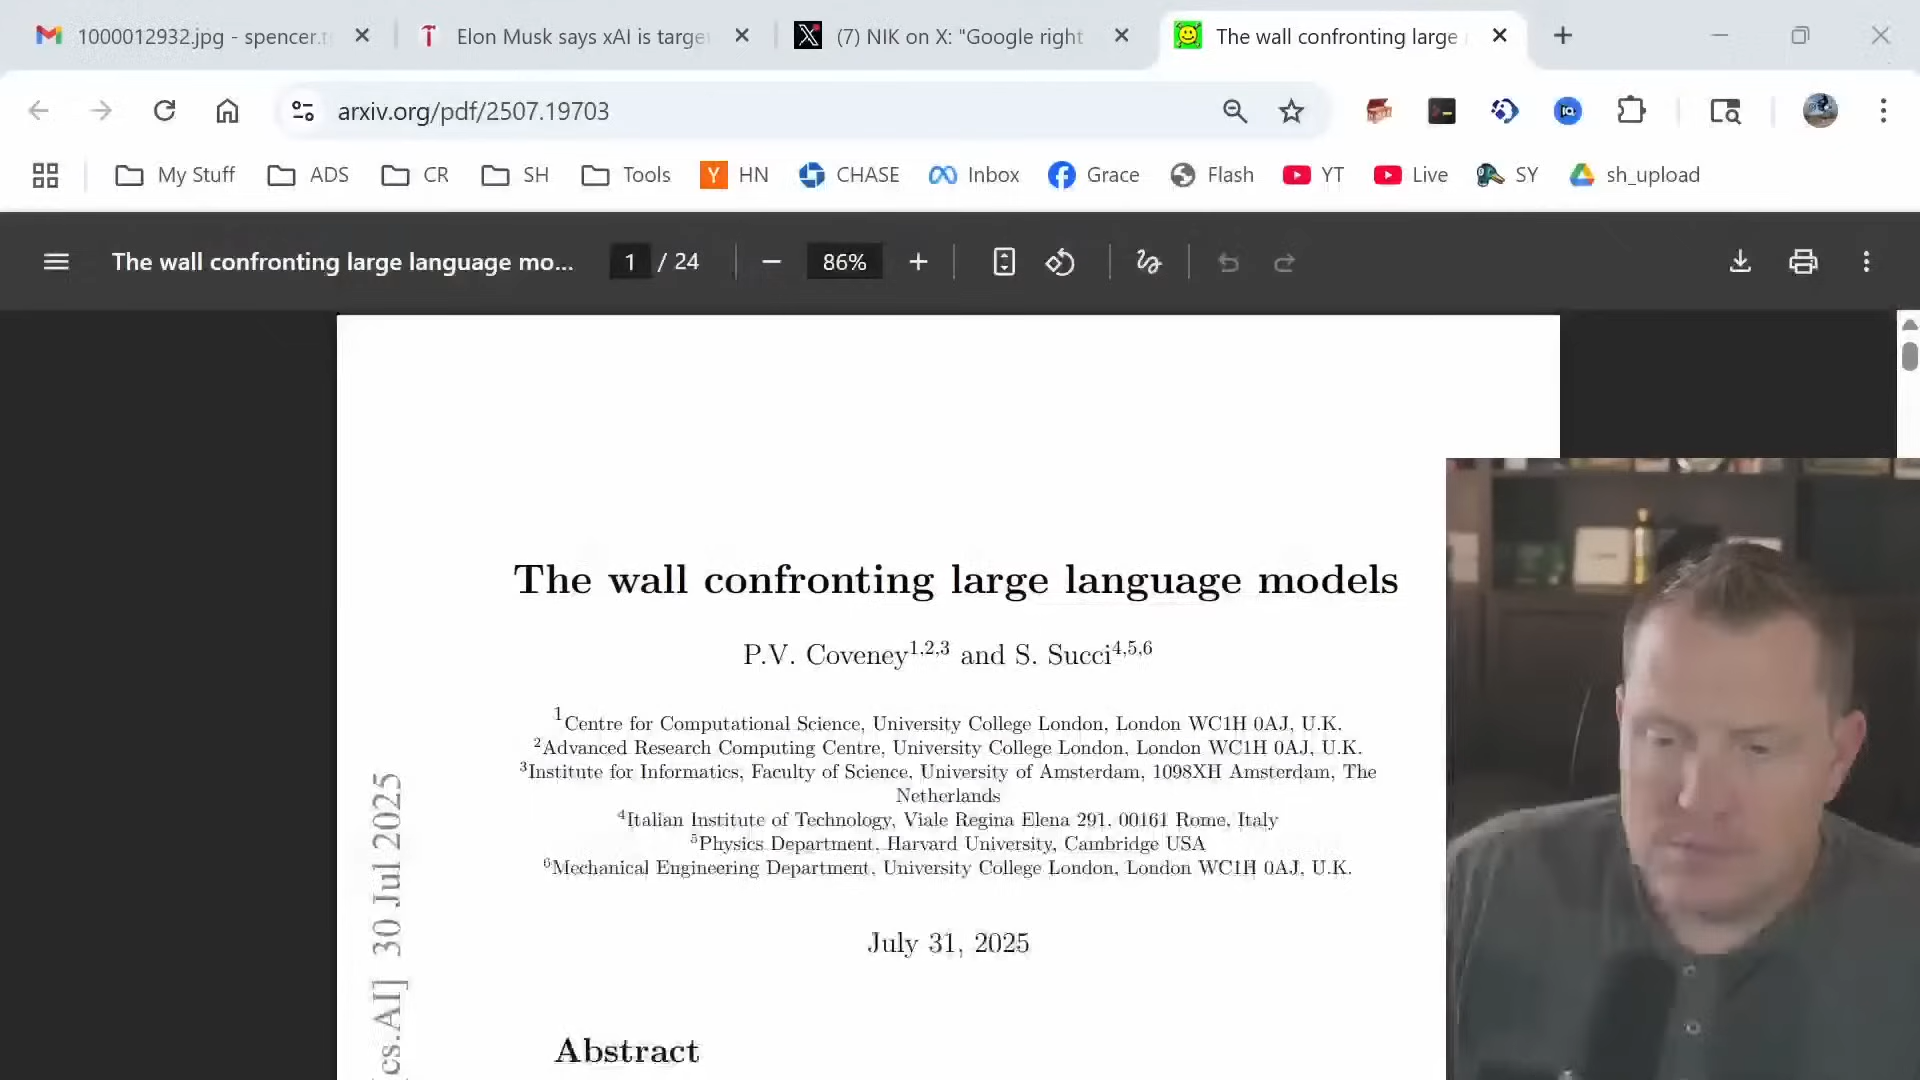 1000012932.jpg - spencer.t
Elon Musk says xAI is targe
(7) NIK on X: "Google right
The wall confronting large
arxiv.org/pdf/2507.19703
My Stuff
ADS
CR
SH
Tools
HN
CHASE
Inbox
Grace
Flash
YT
Live
SY
sh_upload
The wall confronting large language mo...
1 / 24
86%
The wall confronting large language models
P.V. Coveney1,2,3 and S. Succi4,5,6
1Centre for Computational Science, University College London, London WC1H 0AJ, U.K.
2Advanced Research Computing Centre, University College London, London WC1H 0AJ, U.K.
3Institute for Informatics, Faculty of Science, University of Amsterdam, 1098XH Amsterdam, The
Netherlands
4Italian Institute of Technology, Viale Regina Elena 291, 00161 Rome, Italy
5Physics Department, Harvard University, Cambridge USA
6Mechanical Engineering Department, University College London, London WC1H 0AJ, U.K.
July 31, 2025
[cs.AI] 30 Jul 2025
Abstract